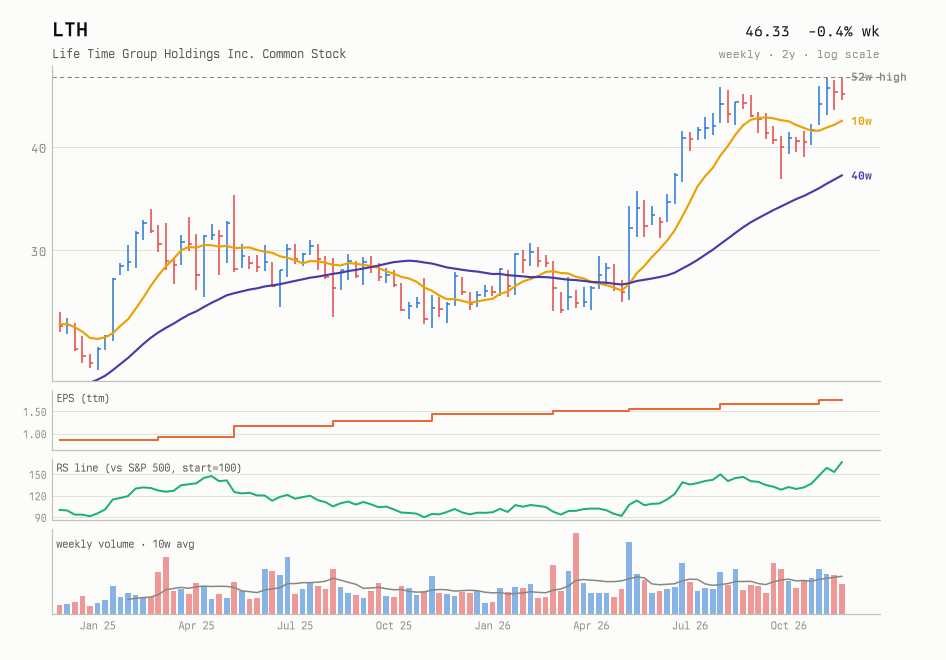 LTH
46.33 -0.4% wk
Life Time Group Holdings Inc. Common Stock
weekly · 2y · log scale
52w high
10w
40
40w
30
EPS (ttm)
1.50
1.00
RS line (vs S&P 500, start=100)
150
120
90
weekly volume · 10w avg
Jan 25 Apr 25 Jul 25 Oct 25 Jan 26 Apr 26 Jul 26 Oct 26